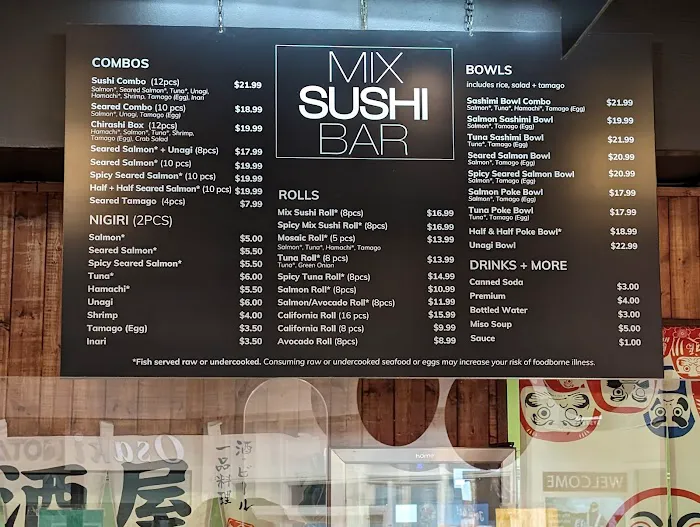 COMBOS
Sushi Combo (12pcs) $21.99
Salmon*, Seared Salmon*, Tuna*, Unagi,
Hamachi*, Shrimp, Tamago (Egg), Inari
Seared Combo (10 pcs) $18.99
Salmon*, Unagi, Tamago (Egg)
Chirashi Box (12pcs) $19.99
Hamachi*, Salmon*, Tuna*, Shrimp,
Tamago (Egg), Crab Salad
Seared Salmon* + Unagi (8pcs) $17.99
Seared Salmon* (10 pcs) $19.99
Spicy Seared Salmon* (10 pcs) $19.99
Half + Half Seared Salmon* (10 pcs) $19.99
Seared Tamago (4pcs) $7.99
NIGIRI (2PCS)
Salmon* $5.00
Seared Salmon* $5.50
Spicy Seared Salmon* $5.50
Tuna* $6.00
Hamachi* $5.50
Unagi $6.00
Shrimp $4.00
Tamago (Egg) $3.50
Inari $3.50
MIX
SUSHI
BAR
ROLLS
Mix Sushi Roll* (8pcs) $16.99
Spicy Mix Sushi Roll* (8pcs) $16.99
Mosaic Roll* (5 pcs) $13.99
Salmon*, Tuna*, Hamachi*, Tamago
Tuna Roll* (8 pcs) $13.99
Tuna*, Green Onion
Spicy Tuna Roll* (8pcs) $14.99
Salmon Roll* (8pcs) $10.99
Salmon/Avocado Roll* (8pcs) $11.99
California Roll (16 pcs) $15.99
California Roll (8 pcs) $9.99
Avocado Roll (8pcs) $8.99
BOWLS
includes rice, salad + tamago
Sashimi Bowl Combo $21.99
Salmon*, Tuna*, Hamachi*, Tamago (Egg)
Salmon Sashimi Bowl $19.99
Salmon*, Tamago (Egg)
Tuna Sashimi Bowl $21.99
Tuna*, Tamago (Egg)
Seared Salmon Bowl $20.99
Salmon*, Tamago (Egg)
Spicy Seared Salmon Bowl $20.99
Salmon*, Tamago (Egg)
Salmon Poke Bowl $17.99
Salmon*, Tamago (Egg)
Tuna Poke Bowl $17.99
Tuna*, Tamago (Egg)
Half & Half Poke Bowl* $18.99
Unagi Bowl $22.99
DRINKS + MORE
Canned Soda $3.00
Premium $4.00
Bottled Water $3.00
Miso Soup $5.00
Sauce $1.00
*Fish served raw or undercooked. Consuming raw or undercooked seafood or eggs may increase your risk of foodborne illness.
Osaka
酒屋
酒 ビール
一品料理
WELCOME